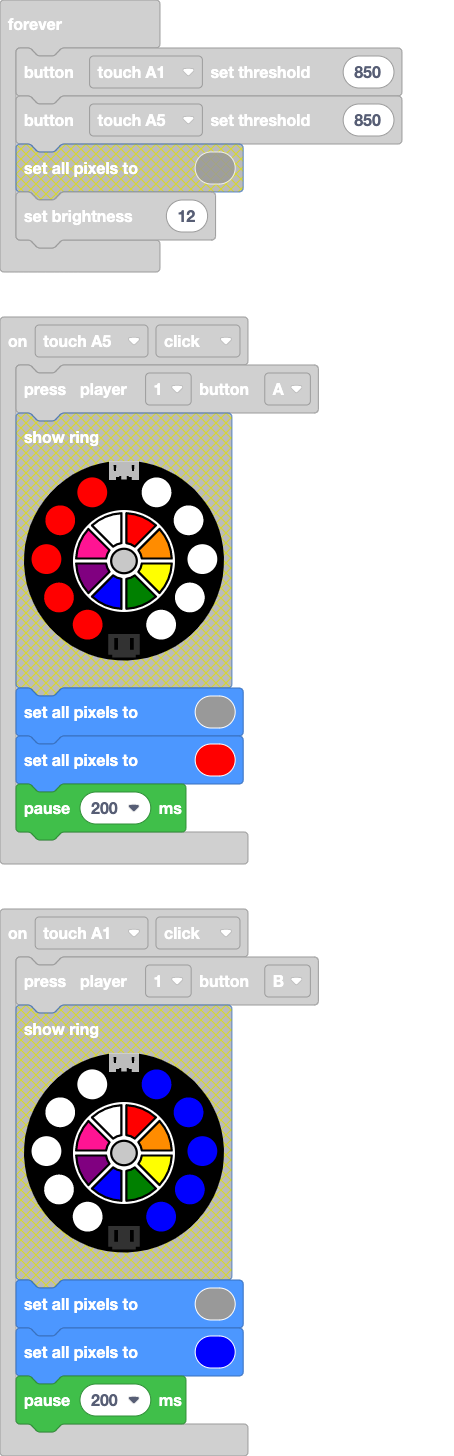 forever
button touch A1 set threshold 850
button touch A5 set threshold 850
set all pixels to
set brightness 12
on touch A5 click
press player 1 button A
show ring
set all pixels to
set all pixels to
pause 200 ms
on touch A1 click
press player 1 button B
show ring
set all pixels to
set all pixels to
pause 200 ms